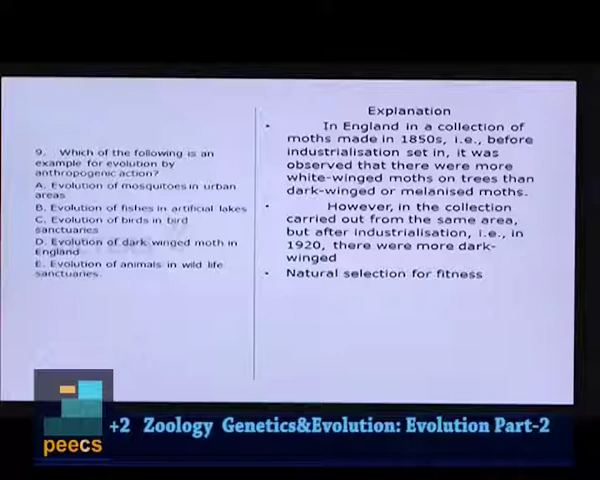 9. Which of the following is an
example for evolution by
anthropogenic action?
A. Evolution of mosquitoes in urban
areas
B. Evolution of fishes in artificial lakes
C. Evolution of birds in bird
sanctuaries
D. Evolution of dark winged moth in
England
E. Evolution of animals in wild life
sanctuaries.
Explanation
• In England in a collection of
moths made in 1850s, i.e., before
industrialisation set in, it was
observed that there were more
white-winged moths on trees than
dark-winged or melanised moths.
• However, in the collection
carried out from the same area,
but after industrialisation, i.e., in
1920, there were more dark-
winged
• Natural selection for fitness
peecs
+2 Zoology Genetics&Evolution: Evolution Part-2